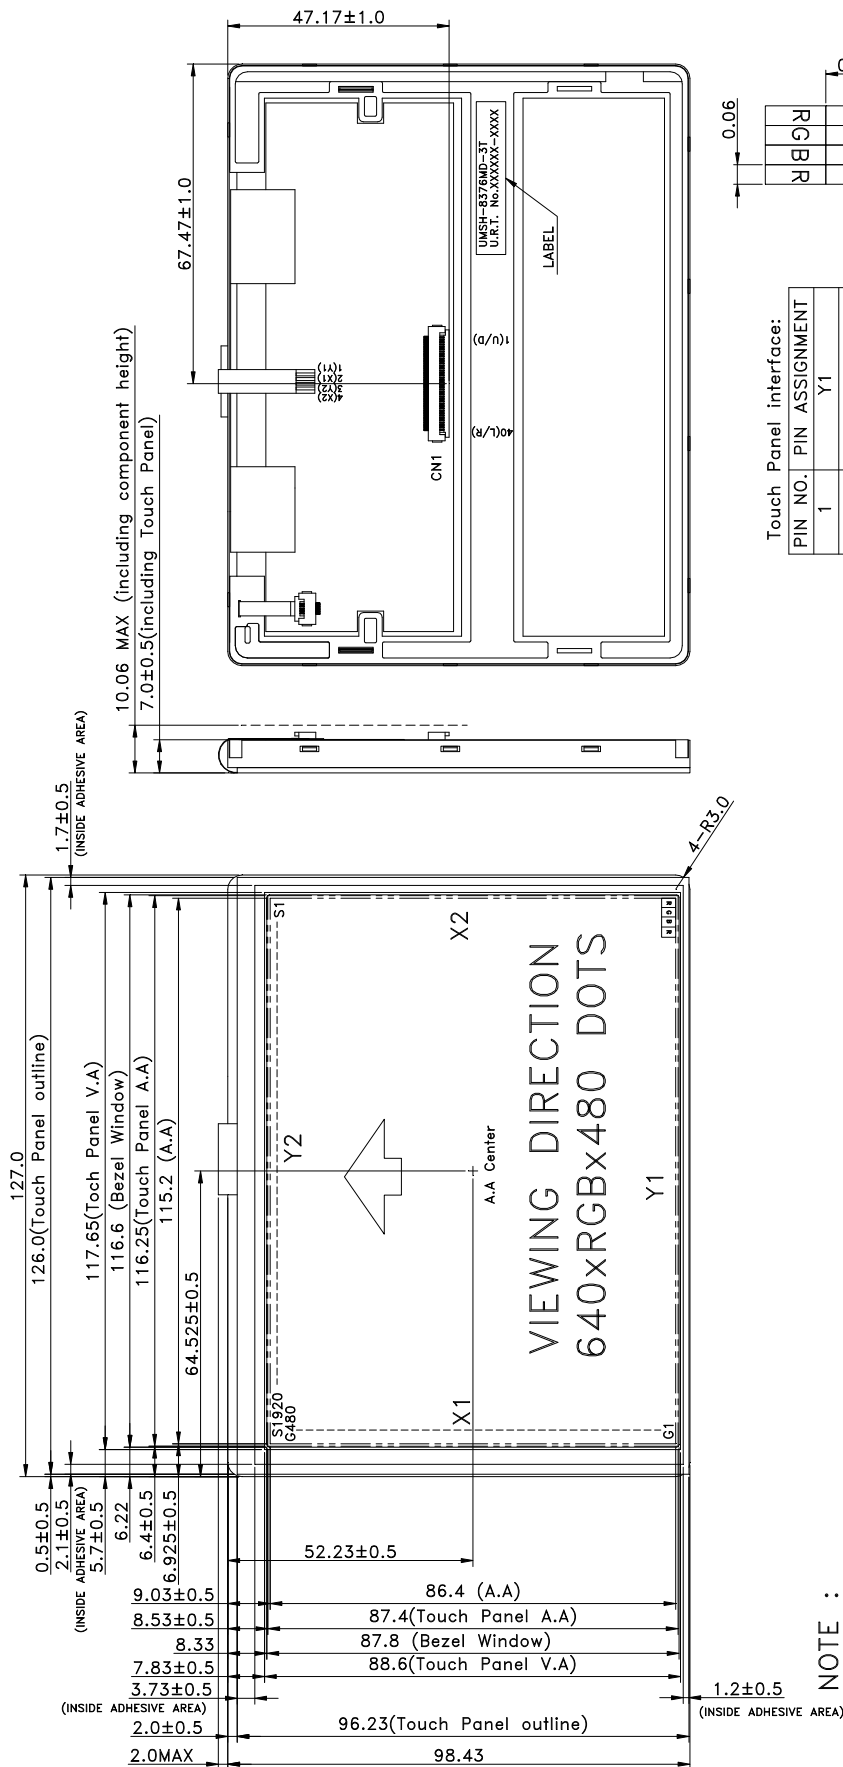 47.17±1.0
67.47±1.0
0.06
R G B R
UMSH-8376MD-3T
U.R.T. No.XXXXXX-XXXX
LABEL
1(U/D)
40(L/R)
CN1
1(Y1)
2(X1)
3(Y2)
4(X2)
Touch Panel interface:
PIN NO. PIN ASSIGNMENT
1 Y1
10.06 MAX (including component height)
7.0±0.5(including Touch Panel)
1.7±0.5
(INSIDE ADHESIVE AREA)
4-R3.0
127.0
126.0(Touch Panel outline)
117.65(Toch Panel V.A)
116.6 (Bezel Window)
116.25(Touch Panel A.A)
115.2 (A.A)
64.525±0.5
S1
R G B R
X2
Y2
A.A Center
VIEWING DIRECTION
640xRGBx480 DOTS
Y1
X1
S1920
G480
G1
0.5±0.5
2.1±0.5
(INSIDE ADHESIVE AREA)
5.7±0.5
6.22
6.4±0.5
6.925±0.5
52.23±0.5
9.03±0.5
86.4 (A.A)
8.53±0.5
87.4(Touch Panel A.A)
8.33
87.8 (Bezel Window)
7.83±0.5
88.6(Touch Panel V.A)
3.73±0.5
(INSIDE ADHESIVE AREA)
1.2±0.5
(INSIDE ADHESIVE AREA)
2.0±0.5
96.23(Touch Panel outline)
2.0MAX
98.43
NOTE :